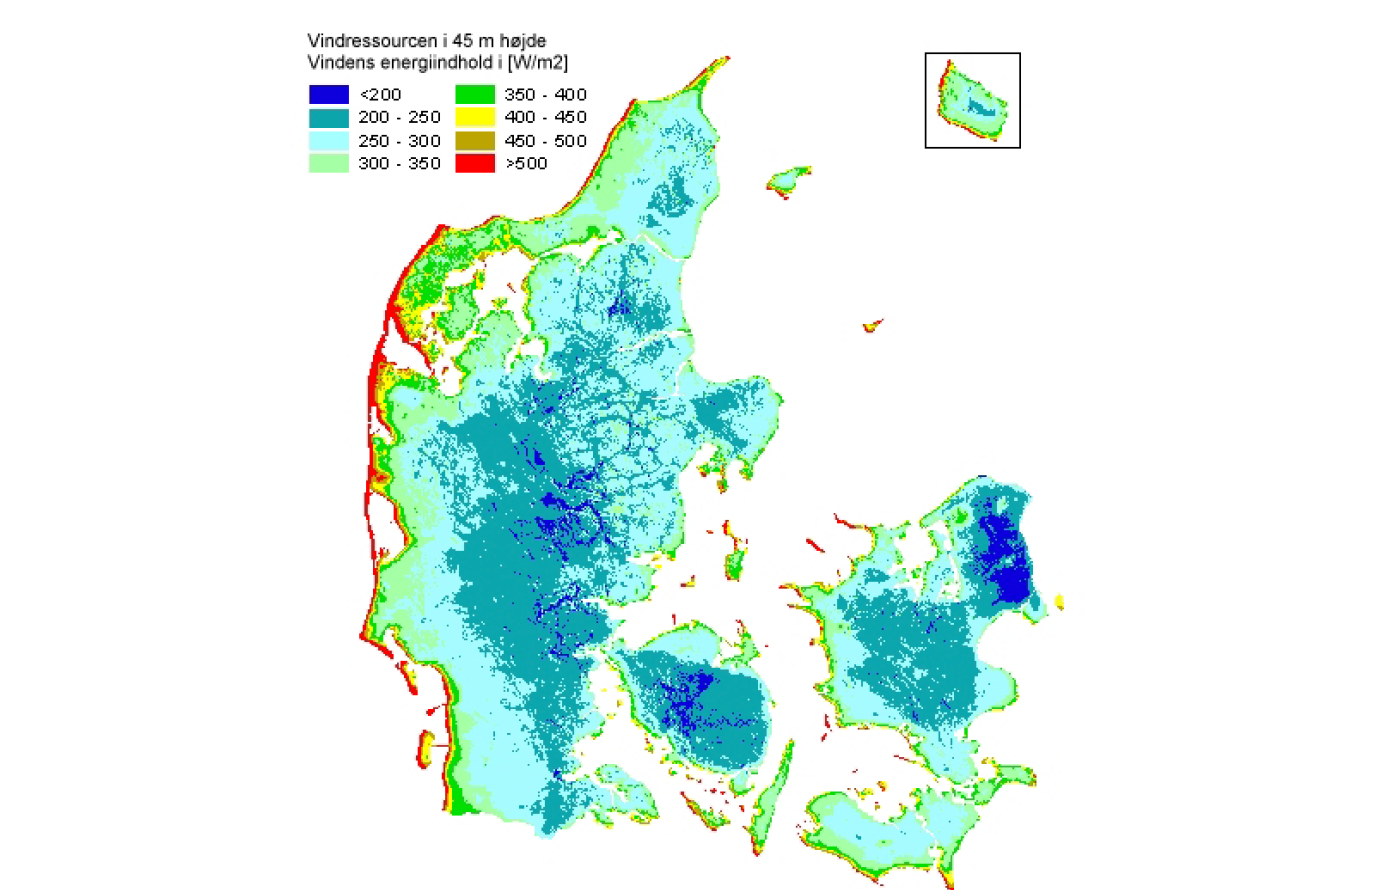 Vindressourcen i 45 m højde
Vindens energiindhold i [W/m2]
<200
200 - 250
250 - 300
300 - 350
350 - 400
400 - 450
450 - 500
>500